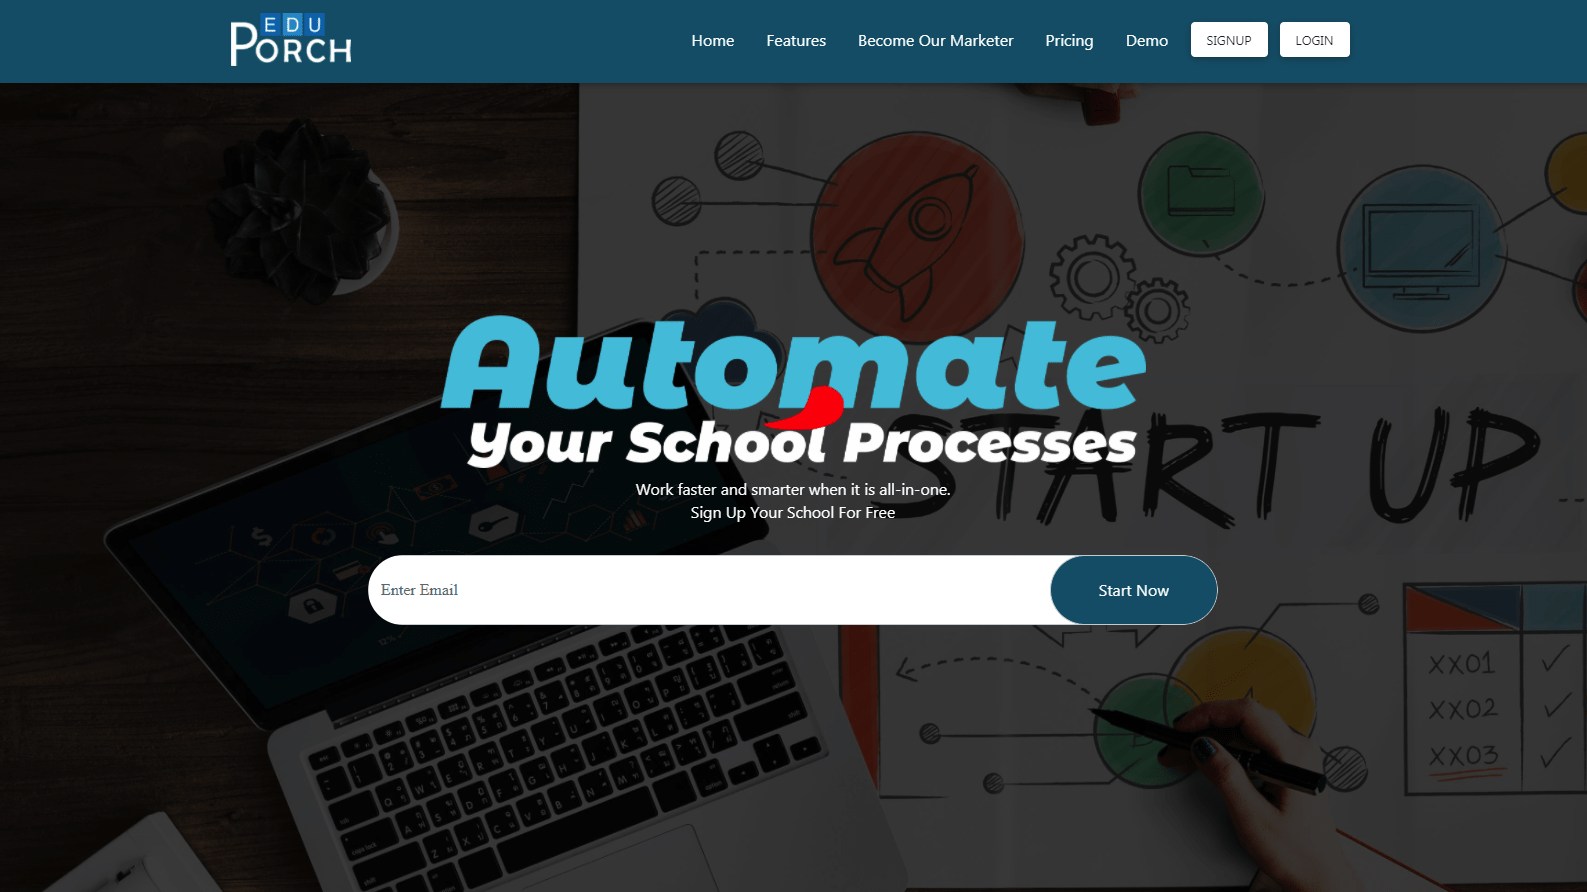 EDU
PORCH
Home
Features
Become Our Marketer
Pricing
Demo
SIGNUP
LOGIN
Automate
Your School Processes
START UP
Work faster and smarter when it is all-in-one.
Sign Up Your School For Free
Enter Email
Start Now
XX01
XX02
XX03